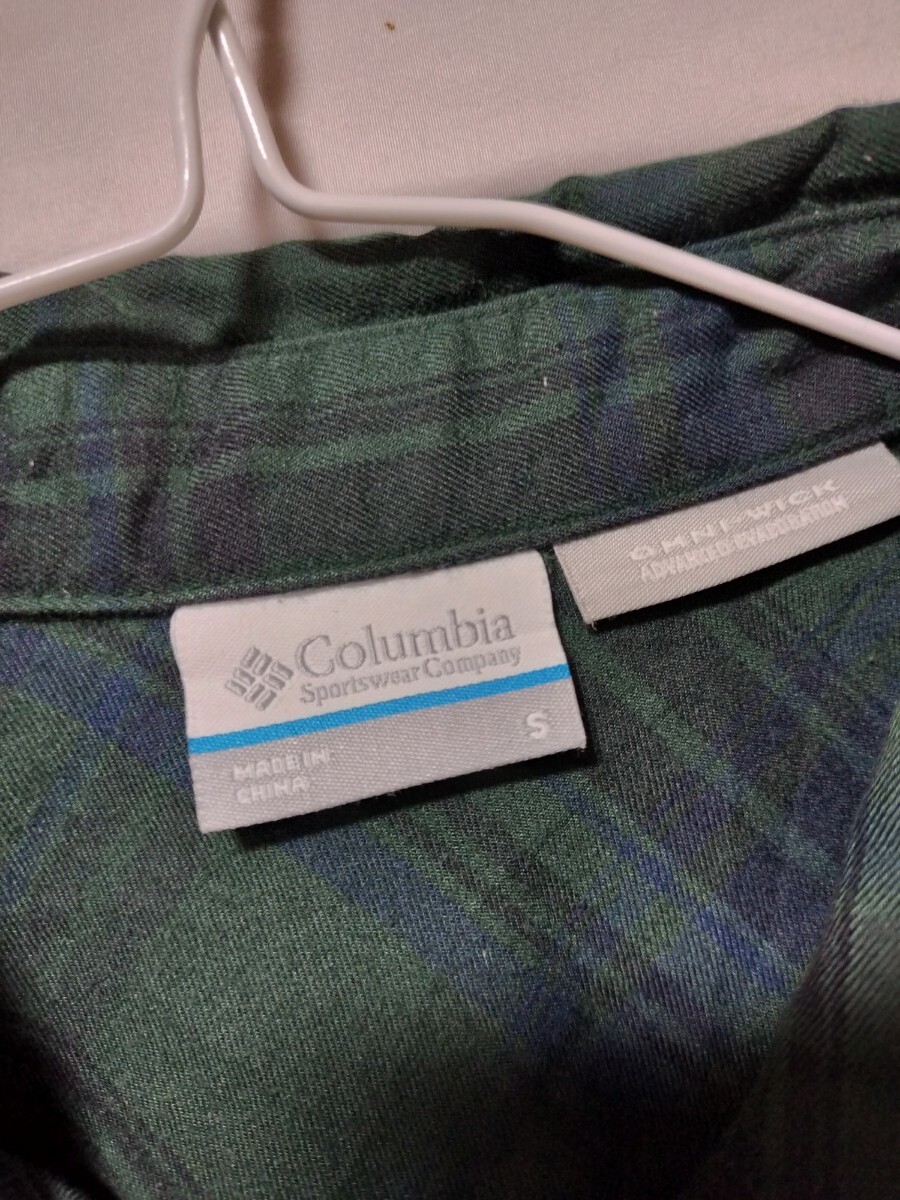 Columbia
Sportswear Company
S
MADE IN
CHINA
OMNI-WICK
ADVANCED EVAPORATION